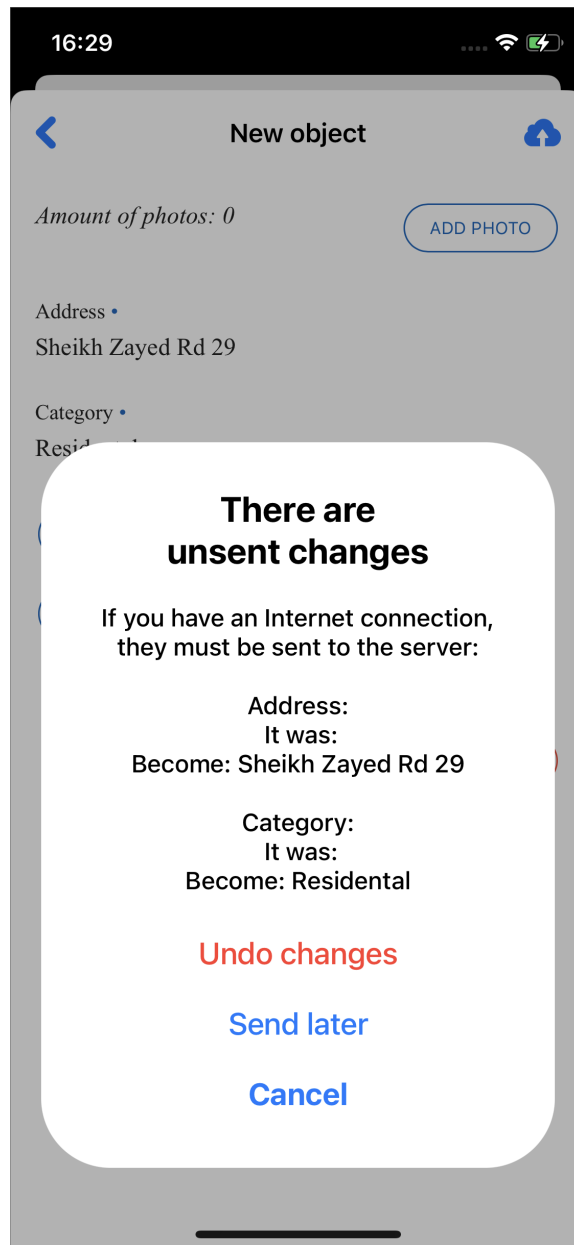 16:29
New object
Amount of photos: 0
ADD PHOTO
Address •
Sheikh Zayed Rd 29
Category •
There are
unsent changes
If you have an Internet connection,
they must be sent to the server:
Address:
It was:
Become: Sheikh Zayed Rd 29
Category:
It was:
Become: Residental
Undo changes
Send later
Cancel